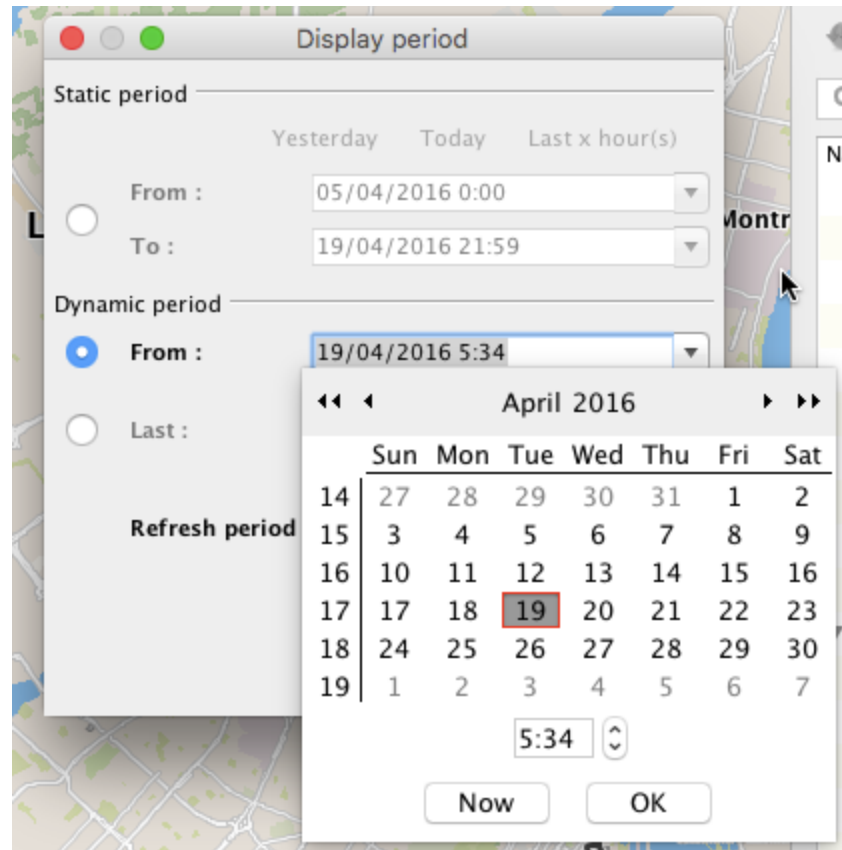 Display period
Static period
Yesterday Today Last x hour(s)
From : 05/04/2016 0:00
To : 19/04/2016 21:59
Montr
L
N
Dynamic period
From : 19/04/2016 5:34
Last :
Refresh period
April 2016
Sun Mon Tue Wed Thu Fri Sat
14 27 28 29 30 31 1 2
15 3 4 5 6 7 8 9
16 10 11 12 13 14 15 16
17 17 18 19 20 21 22 23
18 24 25 26 27 28 29 30
19 1 2 3 4 5 6 7
5:34
Now OK